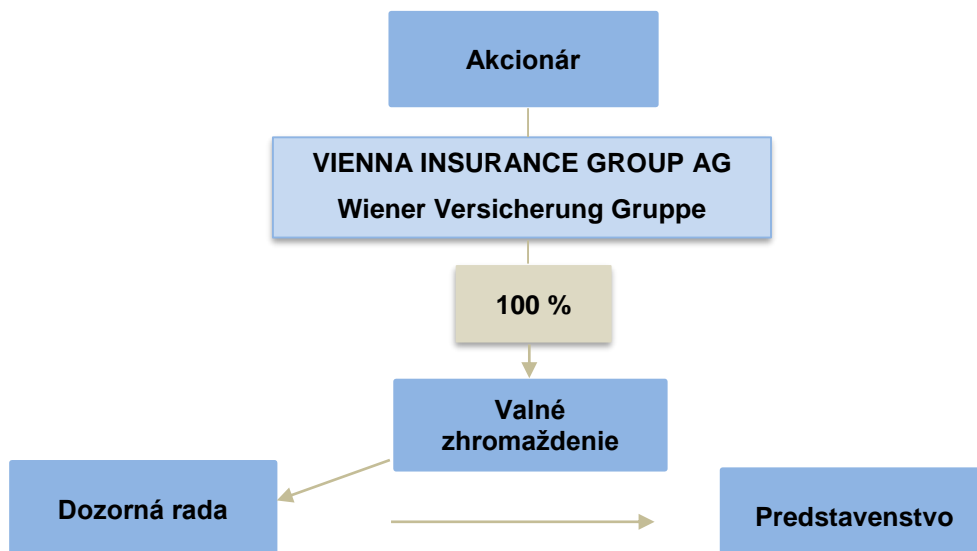 Akcionár
VIENNA INSURANCE GROUP AG
Wiener Versicherung Gruppe
100 %
Valné
zhromaždenie
Dozorná rada
Predstavenstvo